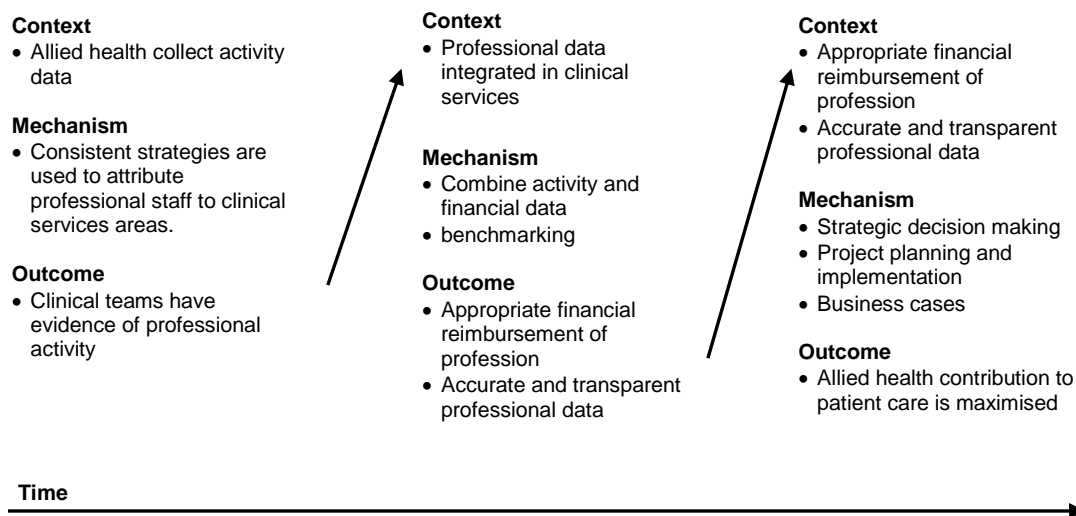 Context
• Allied health collect activity
data
Mechanism
• Consistent strategies are
used to attribute
professional staff to clinical
services areas.
Outcome
• Clinical teams have
evidence of professional
activity
Context
• Professional data
integrated in clinical
services
Mechanism
• Combine activity and
financial data
• benchmarking
Outcome
• Appropriate financial
reimbursement of
profession
• Accurate and transparent
professional data
Context
• Appropriate financial
reimbursement of
profession
• Accurate and transparent
professional data
Mechanism
• Strategic decision making
• Project planning and
implementation
• Business cases
Outcome
• Allied health contribution to
patient care is maximised
Time